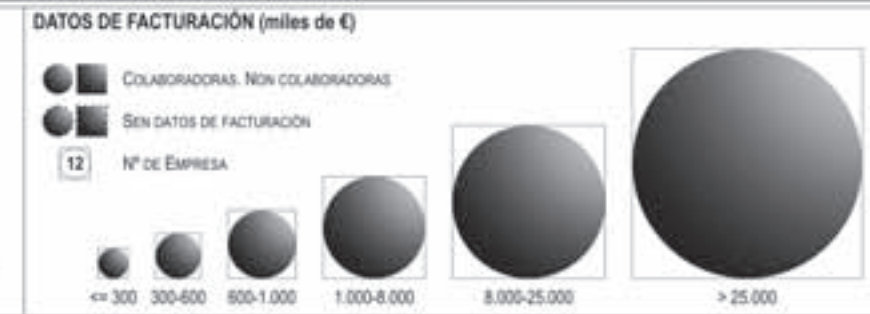 DATOS DE FACTURACIÓN (miles de €)
COLABORADORAS. NON COLABORADORAS
SEN DATOS DE FACTURACIÓN
12 Nº DE EMPRESA
<= 300 300-600 600-1.000 1.000-8.000 8.000-25.000 > 25.000